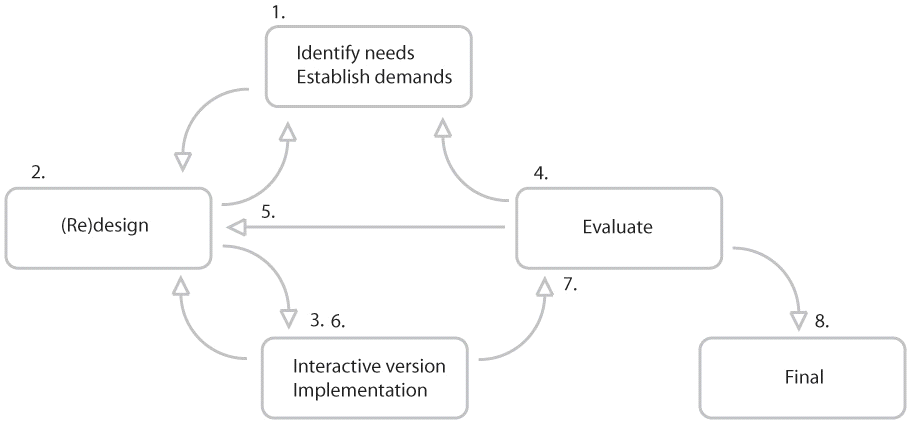 1.
Identify needs
Establish demands
2.
(Re)design
5.
4.
Evaluate
7.
3. 6.
Interactive version
Implementation
8.
Final